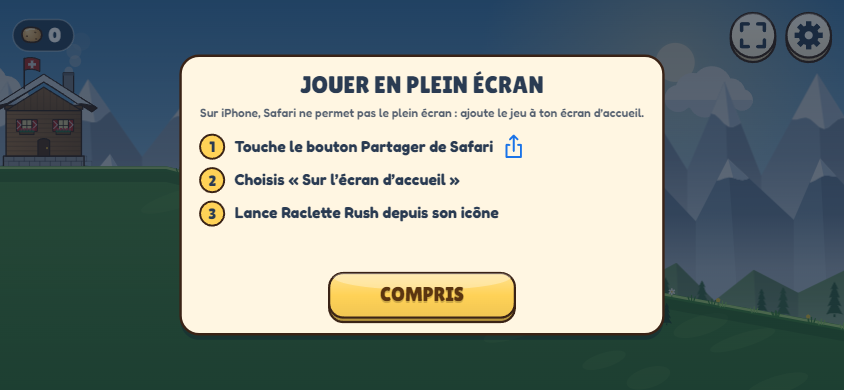 0
JOUER EN PLEIN ÉCRAN
Sur iPhone, Safari ne permet pas le plein écran : ajoute le jeu à ton écran d'accueil.
1 Touche le bouton Partager de Safari
2 Choisis « Sur l'écran d'accueil »
3 Lance Raclette Rush depuis son icône
COMPRIS